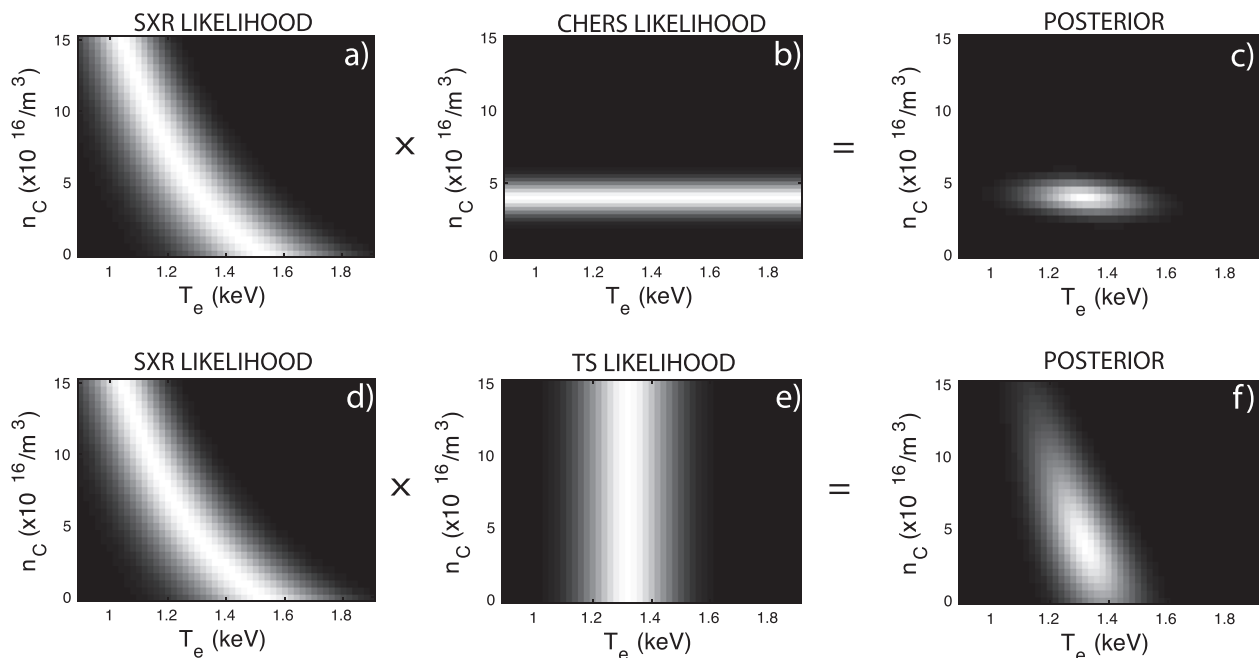 SXR LIKELIHOOD
CHERS LIKELIHOOD
POSTERIOR
a)
b)
c)
15
10
5
0
n_C (x10 ^16/m^3)
1 1.2 1.4 1.6 1.8
T_e (keV)
×
15
10
5
0
n_C (x10 ^16/m^3)
1 1.2 1.4 1.6 1.8
T_e (keV)
=
15
10
5
0
n_C (x10 ^16/m^3)
1 1.2 1.4 1.6 1.8
T_e (keV)
SXR LIKELIHOOD
TS LIKELIHOOD
POSTERIOR
d)
e)
f)
15
10
5
0
n_C (x10 ^16/m^3)
1 1.2 1.4 1.6 1.8
T_e (keV)
×
15
10
5
0
n_C (x10 ^16/m^3)
1 1.2 1.4 1.6 1.8
T_e (keV)
=
15
10
5
0
n_C (x10 ^16/m^3)
1 1.2 1.4 1.6 1.8
T_e (keV)